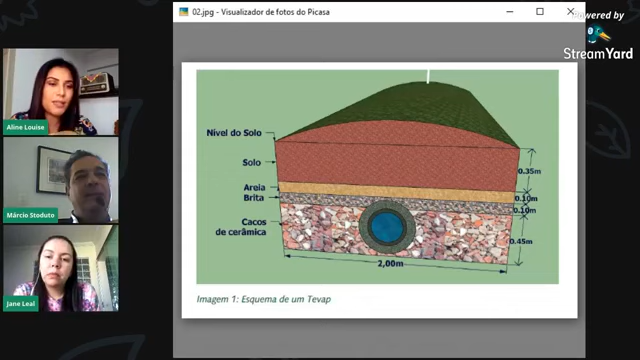 02.jpg - Visualizador de fotos do Picasa
Powered by
StreamYard
Aline Louise
Márcio Stoduto
Jane Leal
Nível do Solo
Solo
Areia
Brita
Cacos
de cerâmica
0.35m
0.10m
0.10m
0.45m
2,00m
Imagem 1: Esquema de um Tevap